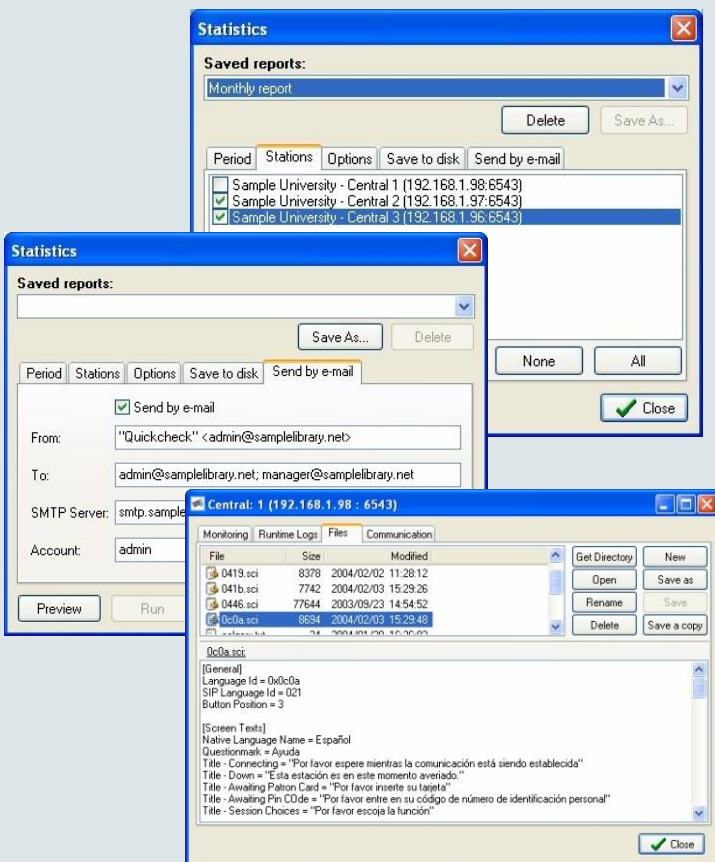 Statistics
Saved reports:
Monthly report
Delete Save As...
Period Stations Options Save to disk Send by e-mail
Sample University - Central 1 (192.168.1.98:6543)
Sample University - Central 2 (192.168.1.97:6543)
Sample University - Central 3 (192.168.1.96:6543)
None All
Close
Statistics
Saved reports:
Save As... Delete
Period Stations Options Save to disk Send by e-mail
Send by e-mail
From: "Quickcheck" <admin@samplelibrary.net>
To: admin@samplelibrary.net; manager@samplelibrary.net
SMTP Server: smtp.sample
Account: admin
Preview Run
Central: 1 (192.168.1.98 : 6543)
Monitoring Runtime Logs Files Communication
File Size Modified
0419.sci 8378 2004/02/02 11:28:12
041b.sci 7742 2004/02/03 15:29:26
0446.sci 77644 2003/09/23 14:54:52
0c0a.sci 8694 2004/02/03 15:29:48
Get Directory New
Open Save as
Rename Save
Delete Save a copy
0c0a.sci:
[General]
Language Id = 0x0c0a
SIP Language Id = 021
Button Position = 3
[Screen Texts]
Native Language Name = Español
Questionmark = Ayuda
Title - Connecting = "Por favor espere mientras la comunicación está siendo establecida"
Title - Down = "Esta estación es en este momento averiado."
Title - Awaiting Patron Card = "Por favor inserte su tarjeta"
Title - Awaiting Pin COde = "Por favor entre en su código de número de identificación personal"
Title - Session Choices = "Por favor escoja la función"
Close